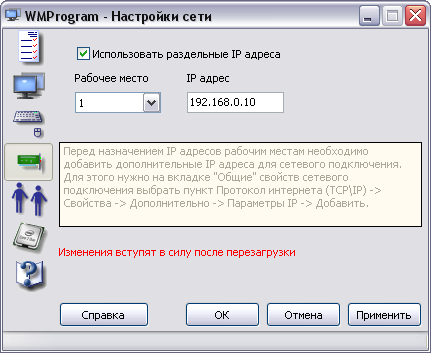 WMProgram - Настройки сети
Использовать раздельные IP адреса
Рабочее место IP адрес
1 192.168.0.10
Перед назначением IP адресов рабочим местам необходимо
добавить дополнительные IP адреса для сетевого подключения.
Для этого нужно на вкладке "Общие" свойств сетевого
подключения выбрать пункт Протокол интернета (TCP\IP) ->
Свойства -> Дополнительно -> Параметры IP -> Добавить.
Изменения вступят в силу после перезагрузки
Справка ОК Отмена Применить